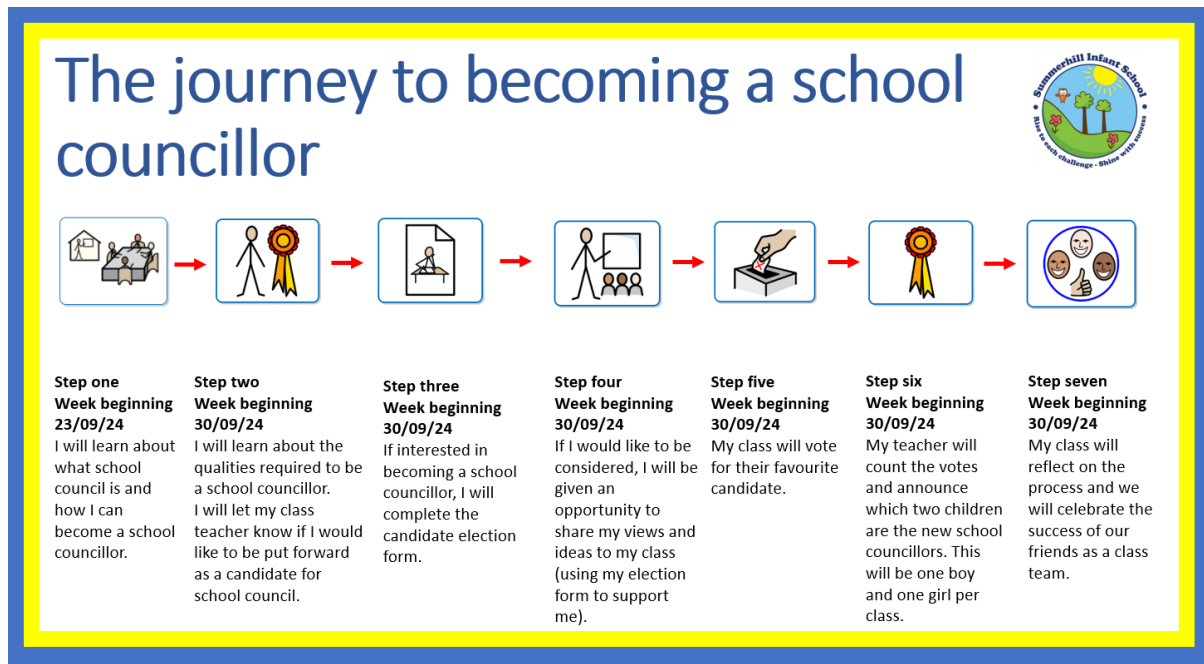 The journey to becoming a school
councillor
Summerhill Infant School
Rise to each challenge - Shine with success
Step one
Week beginning
23/09/24
I will learn about
what school
council is and
how I can
become a school
councillor.
Step two
Week beginning
30/09/24
I will learn about the
qualities required to be
a school councillor.
I will let my class
teacher know if I would
like to be put forward
as a candidate for
school council.
Step three
Week beginning
30/09/24
If interested in
becoming a school
councillor, I will
complete the
candidate election
form.
Step four
Week beginning
30/09/24
If I would like to be
considered, I will be
given an
opportunity to
share my views and
ideas to my class
(using my election
form to support
me).
Step five
Week beginning
30/09/24
My class will vote
for their favourite
candidate.
Step six
Week beginning
30/09/24
My teacher will
count the votes
and announce
which two children
are the new school
councillors. This
will be one boy
and one girl per
class.
Step seven
Week beginning
30/09/24
My class will
reflect on the
process and we
will celebrate the
success of our
friends as a class
team.